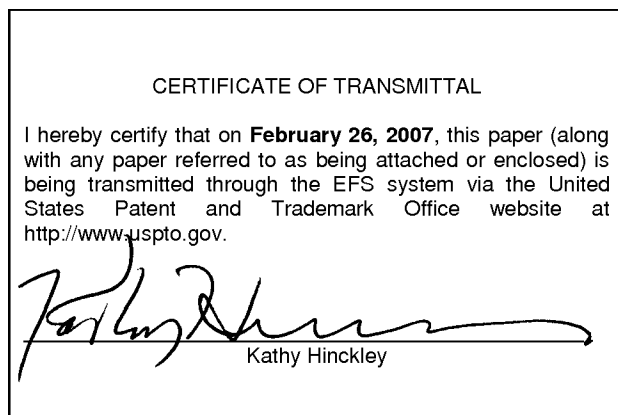 CERTIFICATE OF TRANSMITTAL
I hereby certify that on February 26, 2007, this paper (along
with any paper referred to as being attached or enclosed) is
being transmitted through the EFS system via the United
States Patent and Trademark Office website at
http://www.uspto.gov.
Kathy Hinckley
Kathy Hinckley